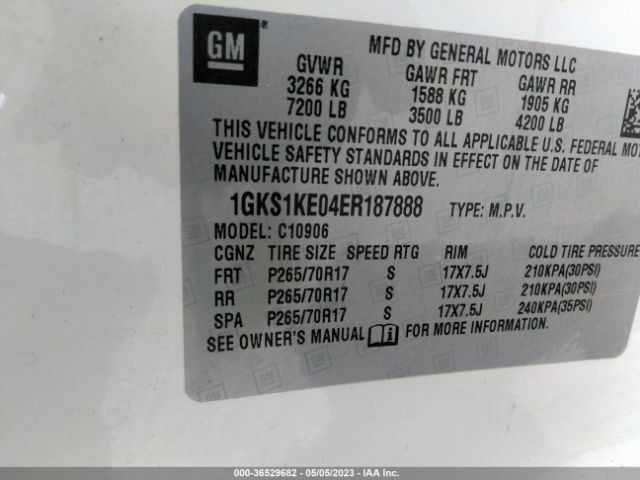 GM ®
MFD BY GENERAL MOTORS LLC
GVWR GAWR FRT GAWR RR
3266 KG 1588 KG 1905 KG
7200 LB 3500 LB 4200 LB
THIS VEHICLE CONFORMS TO ALL APPLICABLE U.S. FEDERAL MOT
VEHICLE SAFETY STANDARDS IN EFFECT ON THE DATE OF
MANUFACTURE SHOWN ABOVE.
1GKS1KE04ER187888 TYPE: M.P.V.
MODEL: C10906
CGNZ TIRE SIZE SPEED RTG RIM COLD TIRE PRESSURE
FRT P265/70R17 S 17X7.5J 210KPA(30PSI)
RR P265/70R17 S 17X7.5J 210KPA(30PSI)
SPA P265/70R17 S 17X7.5J 240KPA(35PSI)
SEE OWNER'S MANUAL FOR MORE INFORMATION.
000-36529682 - 05/05/2023 - IAA Inc.